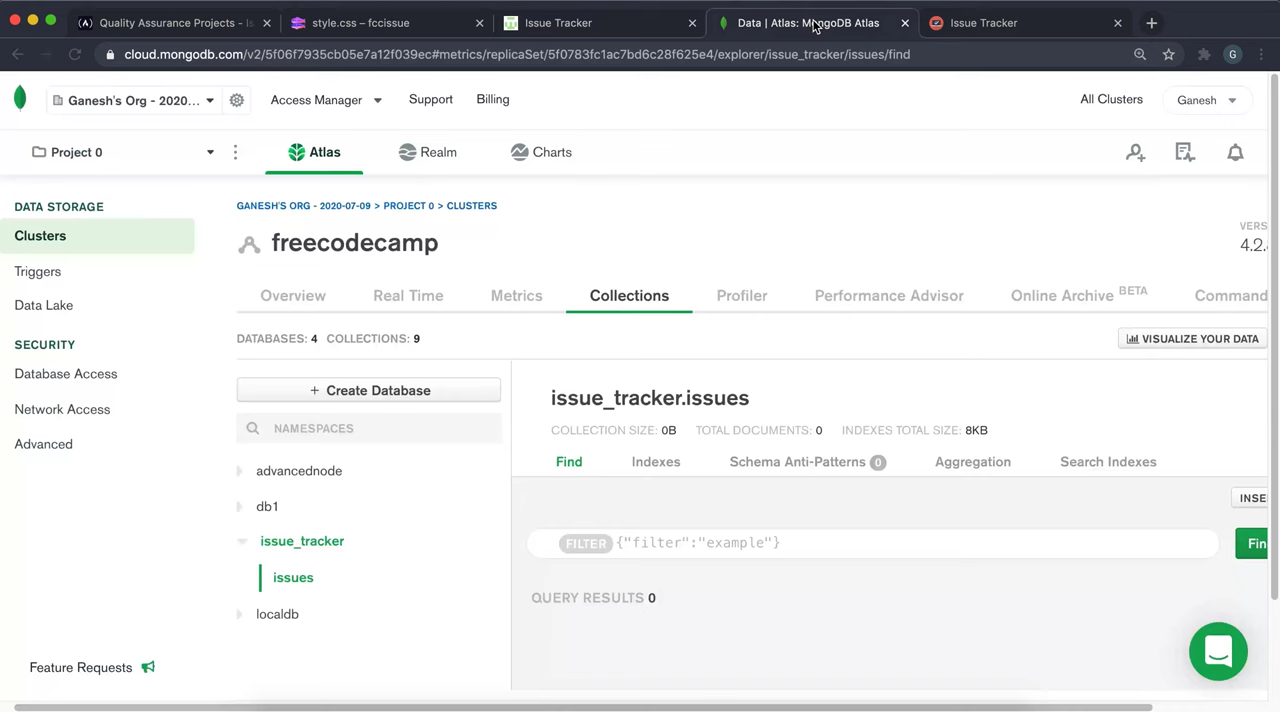 Quality Assurance Projects - Is
style.css – fccissue
Issue Tracker
Data | Atlas: MongoDB Atlas
Issue Tracker
cloud.mongodb.com/v2/5f06f7935cb05e7a12f039ec#metrics/replicaSet/5f0783fc1ac7bd6c28f625e4/explorer/issue_tracker/issues/find
G
Ganesh's Org - 2020...
Access Manager
Support
Billing
All Clusters
Ganesh
Project 0
Atlas
Realm
Charts
DATA STORAGE
Clusters
Triggers
Data Lake
SECURITY
Database Access
Network Access
Advanced
Feature Requests
GANESH'S ORG - 2020-07-09 > PROJECT 0 > CLUSTERS
freecodecamp
VERS
4.2.
Overview
Real Time
Metrics
Collections
Profiler
Performance Advisor
Online Archive BETA
Command
DATABASES: 4 COLLECTIONS: 9
VISUALIZE YOUR DATA
+ Create Database
NAMESPACES
advancednode
db1
issue_tracker
issues
localdb
issue_tracker.issues
COLLECTION SIZE: 0B TOTAL DOCUMENTS: 0 INDEXES TOTAL SIZE: 8KB
Find
Indexes
Schema Anti-Patterns 0
Aggregation
Search Indexes
INSE
FILTER {"filter":"example"}
Fin
QUERY RESULTS 0